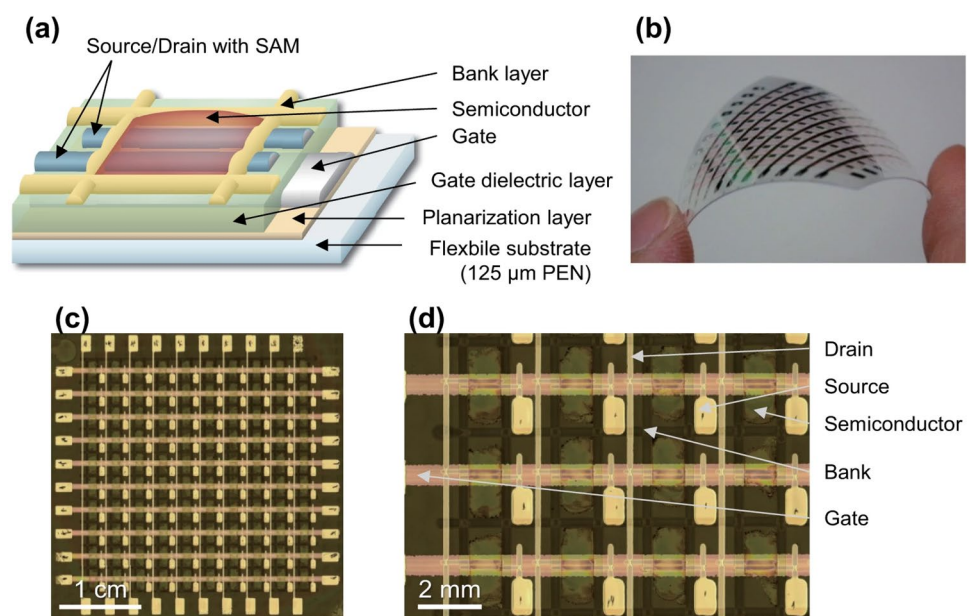 (a)
Source/Drain with SAM
Bank layer
Semiconductor
Gate
Gate dielectric layer
Planarization layer
Flexbile substrate
(125 μm PEN)
(b)
(c)
1 cm
(d)
Drain
Source
Semiconductor
Bank
Gate
2 mm